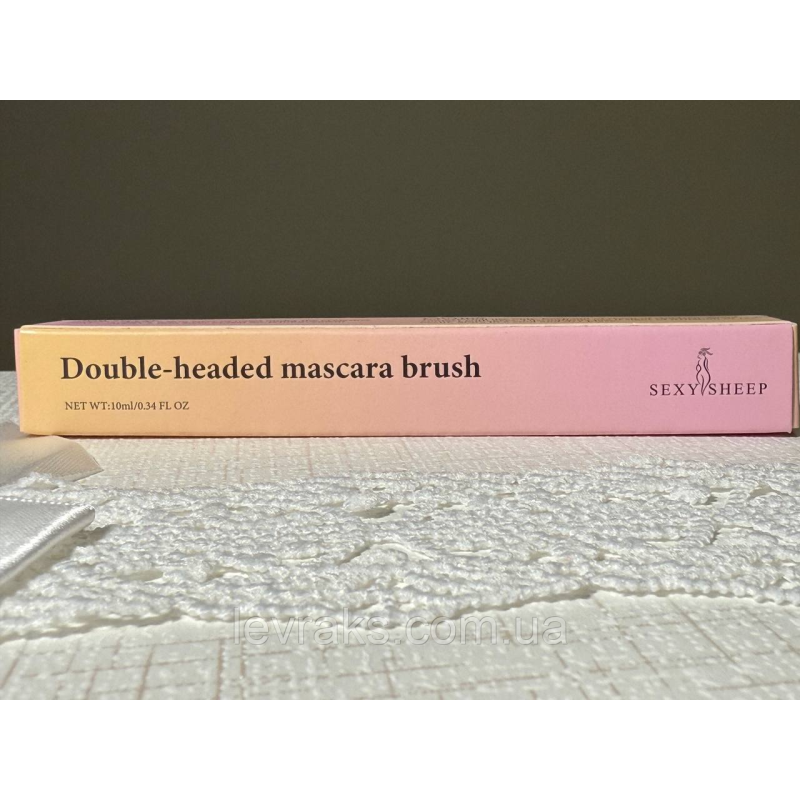 Double-headed mascara brush
NET WT:10ml/0.34 FL OZ
SEXY SHEEP
levraks.com.ua